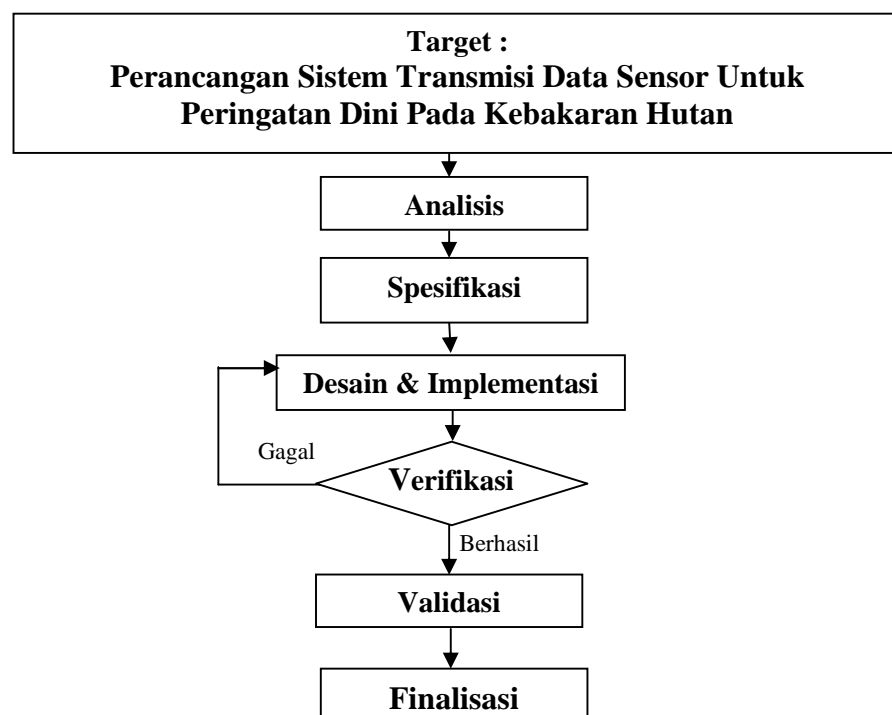 Target :
Perancangan Sistem Transmisi Data Sensor Untuk
Peringatan Dini Pada Kebakaran Hutan
Analisis
Spesifikasi
Desain & Implementasi
Gagal
Verifikasi
Berhasil
Validasi
Finalisasi